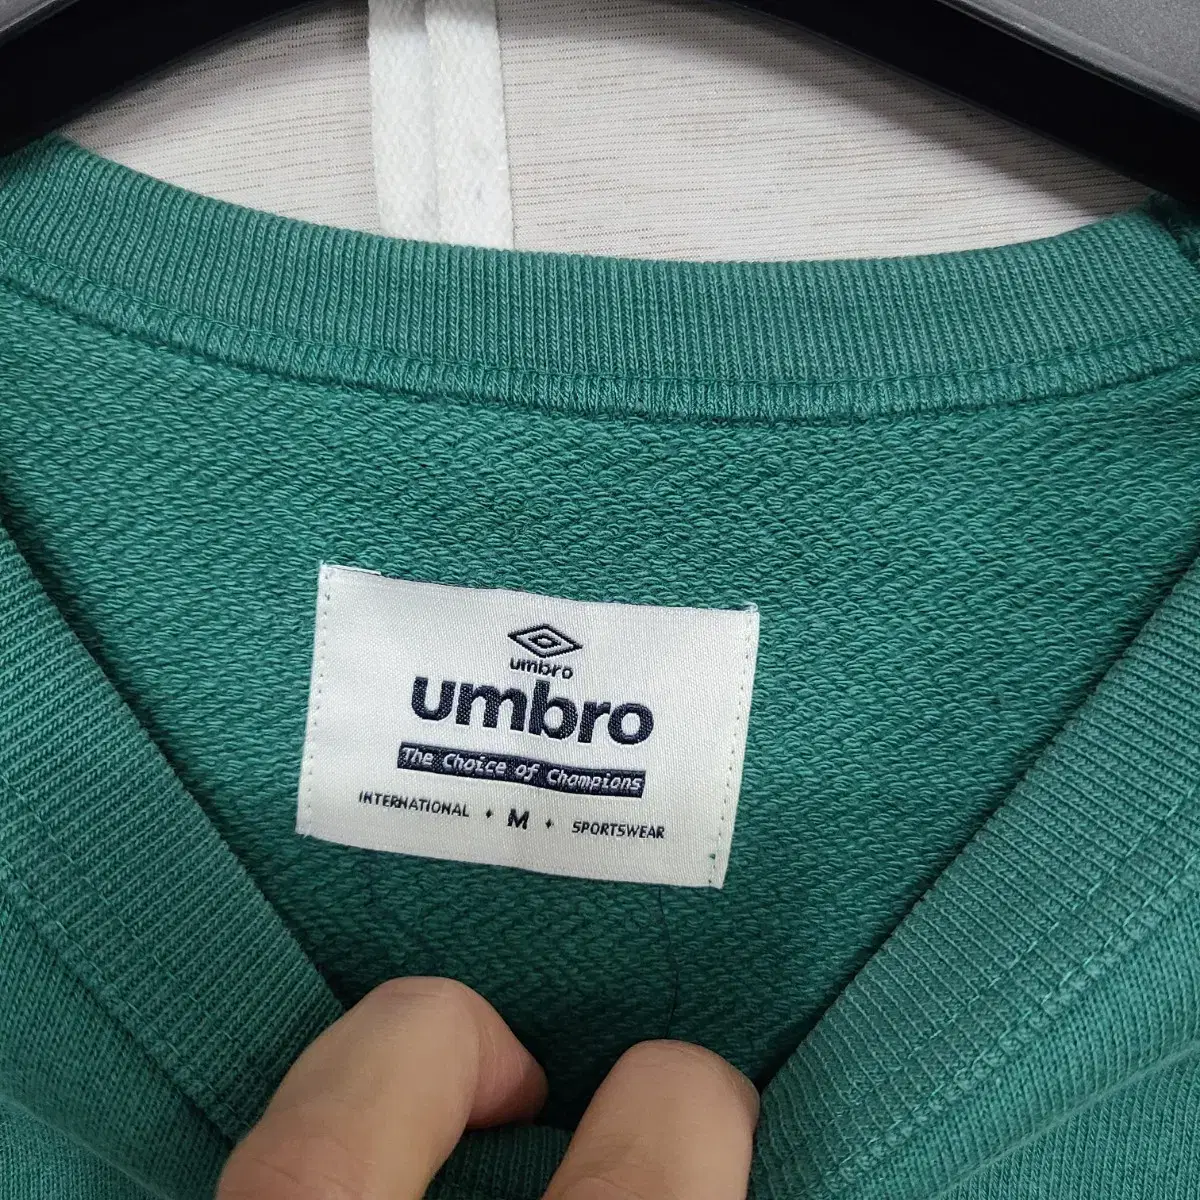 umbro
umbro
The Choice of Champions
INTERNATIONAL • M • SPORTSWEAR